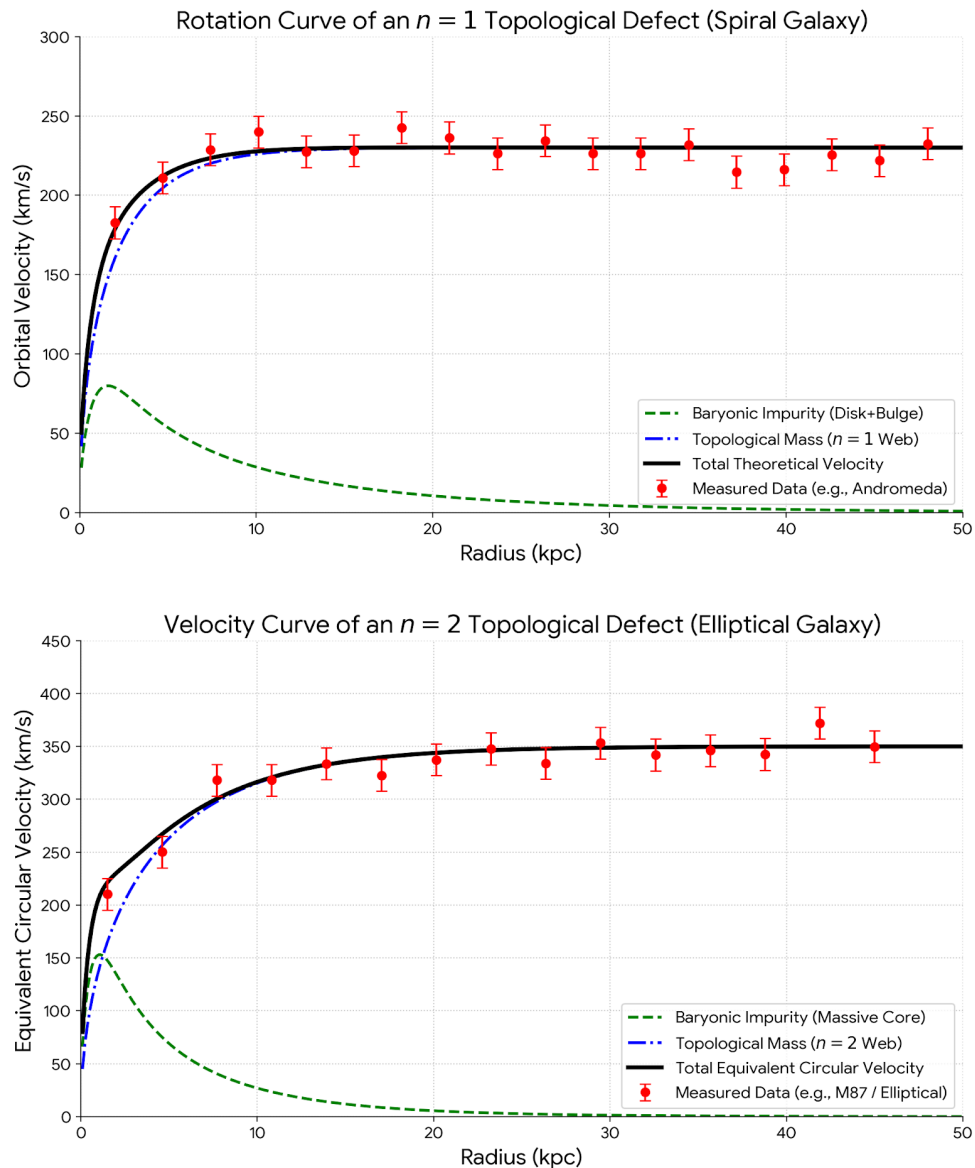 Rotation Curve of an n = 1 Topological Defect (Spiral Galaxy)
300
250
200
150
100
50
0
Orbital Velocity (km/s)
Baryonic Impurity (Disk+Bulge)
Topological Mass (n = 1 Web)
Total Theoretical Velocity
Measured Data (e.g., Andromeda)
0 10 20 30 40 50
Radius (kpc)
Velocity Curve of an n = 2 Topological Defect (Elliptical Galaxy)
450
400
350
300
250
200
150
100
50
0
Equivalent Circular Velocity (km/s)
Baryonic Impurity (Massive Core)
Topological Mass (n = 2 Web)
Total Equivalent Circular Velocity
Measured Data (e.g., M87 / Elliptical)
0 10 20 30 40 50
Radius (kpc)